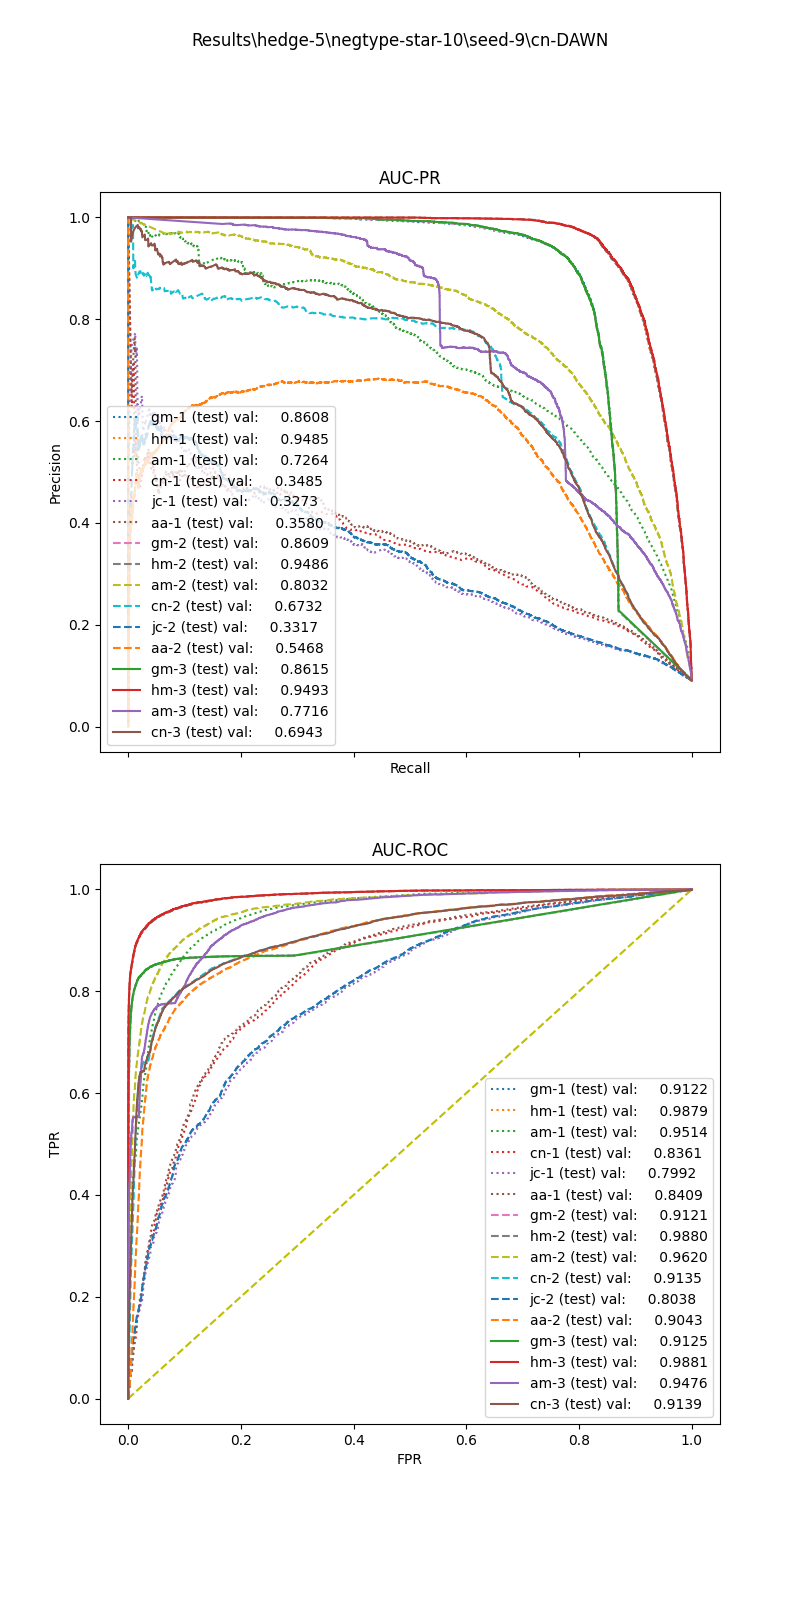 Results\hedge-5\negtype-star-10\seed-9\cn-DAWN
AUC-PR
1.0
0.8
0.6
0.4
0.2
0.0
Precision
gm-1 (test) val: 0.8608
hm-1 (test) val: 0.9485
am-1 (test) val: 0.7264
cn-1 (test) val: 0.3485
jc-1 (test) val: 0.3273
aa-1 (test) val: 0.3580
gm-2 (test) val: 0.8609
hm-2 (test) val: 0.9486
am-2 (test) val: 0.8032
cn-2 (test) val: 0.6732
jc-2 (test) val: 0.3317
aa-2 (test) val: 0.5468
gm-3 (test) val: 0.8615
hm-3 (test) val: 0.9493
am-3 (test) val: 0.7716
cn-3 (test) val: 0.6943
Recall
AUC-ROC
1.0
0.8
0.6
0.4
0.2
0.0
TPR
gm-1 (test) val: 0.9122
hm-1 (test) val: 0.9879
am-1 (test) val: 0.9514
cn-1 (test) val: 0.8361
jc-1 (test) val: 0.7992
aa-1 (test) val: 0.8409
gm-2 (test) val: 0.9121
hm-2 (test) val: 0.9880
am-2 (test) val: 0.9620
cn-2 (test) val: 0.9135
jc-2 (test) val: 0.8038
aa-2 (test) val: 0.9043
gm-3 (test) val: 0.9125
hm-3 (test) val: 0.9881
am-3 (test) val: 0.9476
cn-3 (test) val: 0.9139
0.0 0.2 0.4 0.6 0.8 1.0
FPR